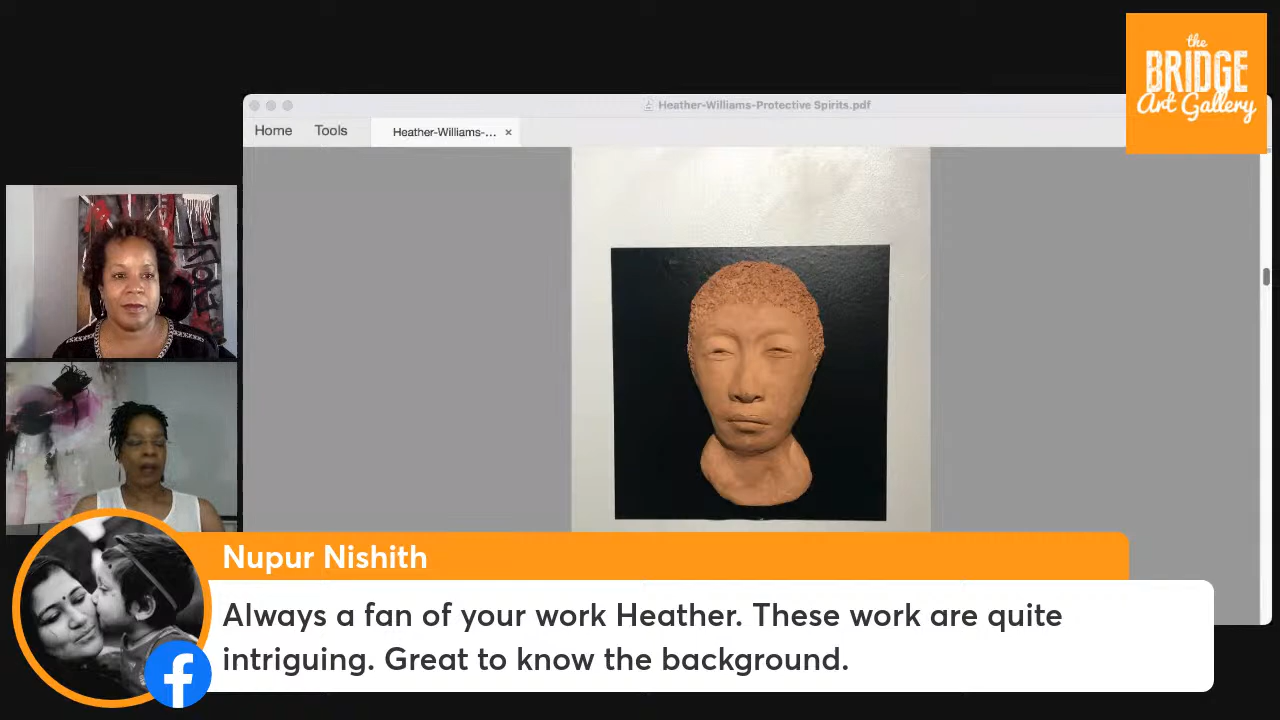 the
BRIDGE
Art Gallery
Heather-Williams-Protective Spirits.pdf
Home Tools Heather-Williams-... ×
Nupur Nishith
Always a fan of your work Heather. These work are quite
intriguing. Great to know the background.